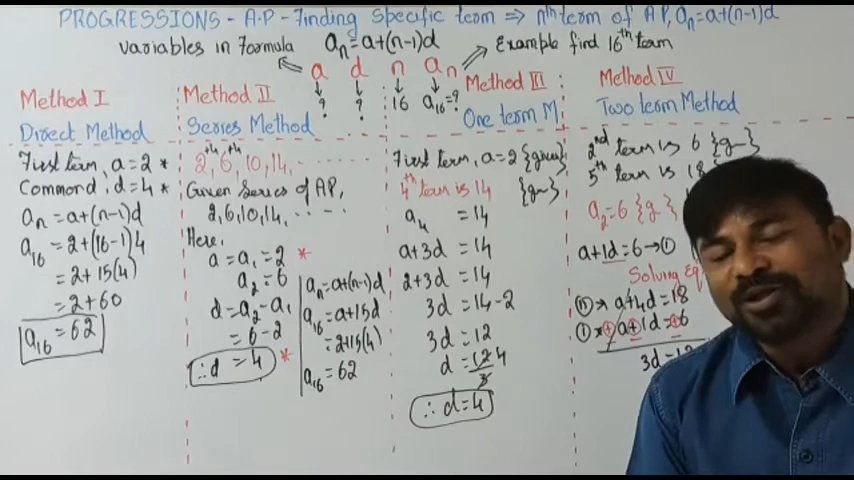 PROGRESSIONS - A.P - Finding Specific term ⇒ nth term of AP, an = a+(n-1)d
variables in Formula an = a+(n-1)d Example find 16th term
a d n an
? ? 16 a16 = ?
Method I
Direct Method
First term, a = 2 *
Commond, d = 4 *
an = a+(n-1)d
a16 = 2+(16-1)4
= 2+15(4)
= 2+60
a16 = 62
Method II
Series Method
+4 +4
2, 6, 10, 14, ........
Given Series of AP,
2, 6, 10, 14, ....
Here,
a = a1 = 2 *
a2 = 6
d = a2 - a1
= 6-2
∴ d = 4 *
an = a+(n-1)d
a16 = a+15d
= 2+15(4)
a16 = 62
Method III
One term M
First term, a = 2 {given}
4th term is 14 {g~}
a4 = 14
a+3d = 14
2+3d = 14
3d = 14-2
3d = 12
d = 12 4
3
∴ d = 4
Method IV
Two term Method
2nd term is 6 {g~}
5th term is 18
a2 = 6 {g~}
a+1d = 6 → ①
Solving Eq
② ⇒ a+4d = 18
① ⇒ a+1d = 6
3d = 12